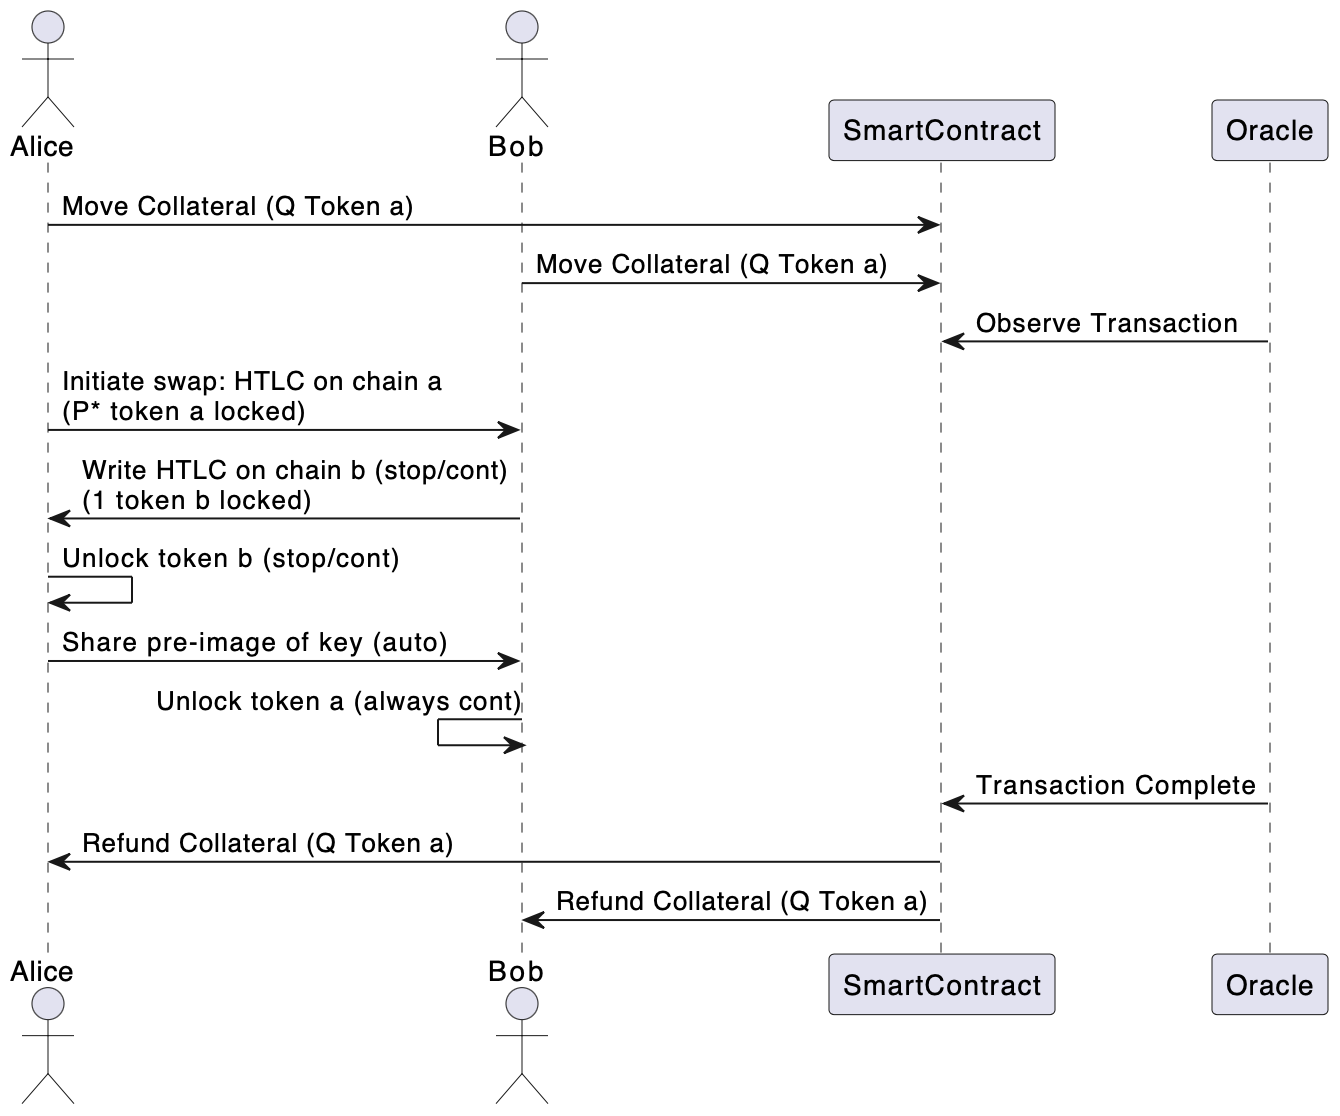 Alice
Bob
SmartContract
Oracle
Move Collateral (Q Token a)
Move Collateral (Q Token a)
Observe Transaction
Initiate swap: HTLC on chain a
(P* token a locked)
Write HTLC on chain b (stop/cont)
(1 token b locked)
Unlock token b (stop/cont)
Share pre-image of key (auto)
Unlock token a (always cont)
Transaction Complete
Refund Collateral (Q Token a)
Refund Collateral (Q Token a)
Alice
Bob
SmartContract
Oracle